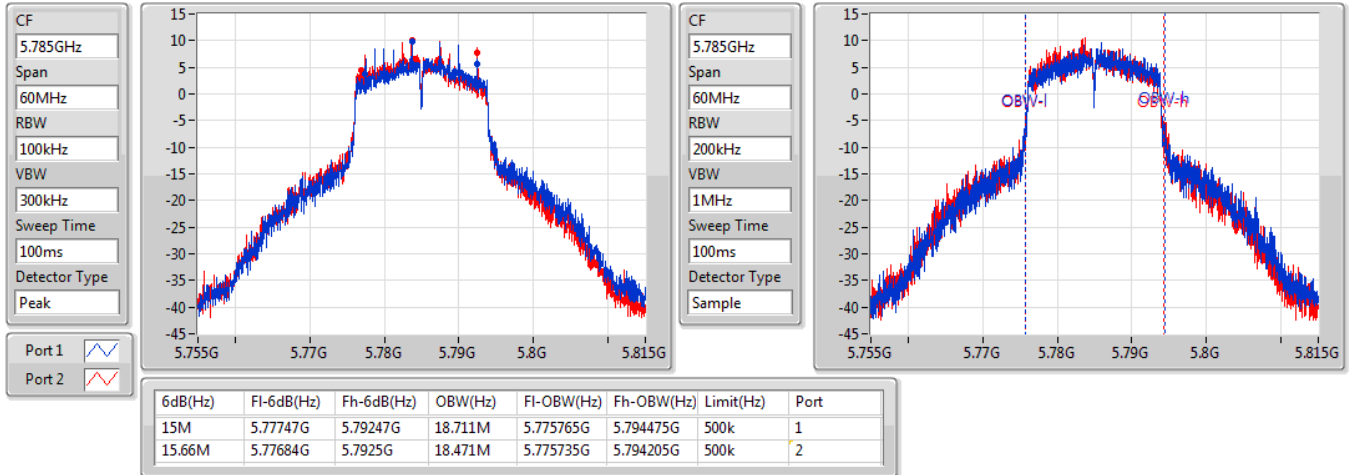 CF
5.785GHz
Span
60MHz
RBW
100kHz
VBW
300kHz
Sweep Time
100ms
Detector Type
Peak
Port 1
Port 2
15
10
5
0
-5
-10
-15
-20
-25
-30
-35
-40
-45
5.755G 5.77G 5.78G 5.79G 5.8G 5.815G
CF
5.785GHz
Span
60MHz
RBW
200kHz
VBW
1MHz
Sweep Time
100ms
Detector Type
Sample
15
10
5
0
-5
-10
-15
-20
-25
-30
-35
-40
-45
OBW-l OBW-h
5.755G 5.77G 5.78G 5.79G 5.8G 5.815G
6dB(Hz) Fl-6dB(Hz) Fh-6dB(Hz) OBW(Hz) Fl-OBW(Hz) Fh-OBW(Hz) Limit(Hz) Port
15M 5.77747G 5.79247G 18.711M 5.775765G 5.794475G 500k 1
15.66M 5.77684G 5.7925G 18.471M 5.775735G 5.794205G 500k 2